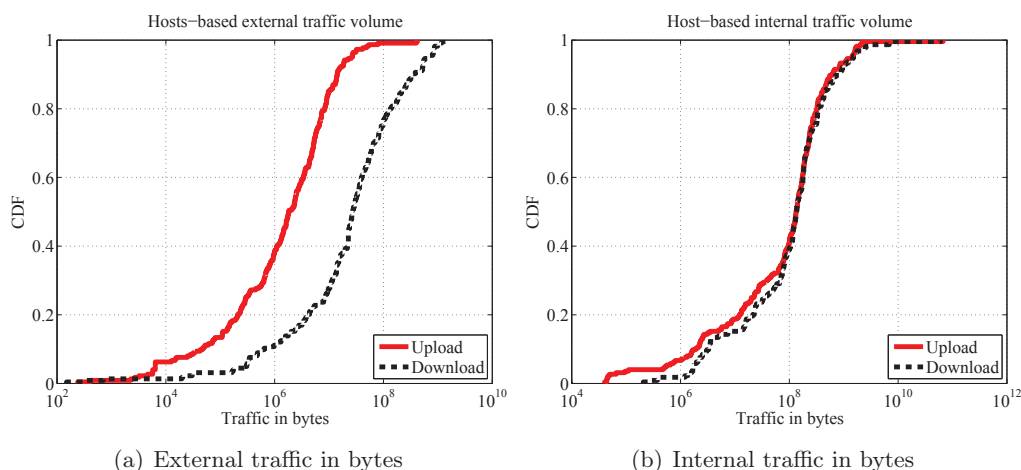 Hosts−based external traffic volume
1
0.8
0.6
0.4
0.2
0
CDF
10^2 10^4 10^6 10^8 10^10
Traffic in bytes
Upload
Download
(a) External traffic in bytes
Host−based internal traffic volume
1
0.8
0.6
0.4
0.2
0
CDF
10^4 10^6 10^8 10^10 10^12
Traffic in bytes
Upload
Download
(b) Internal traffic in bytes